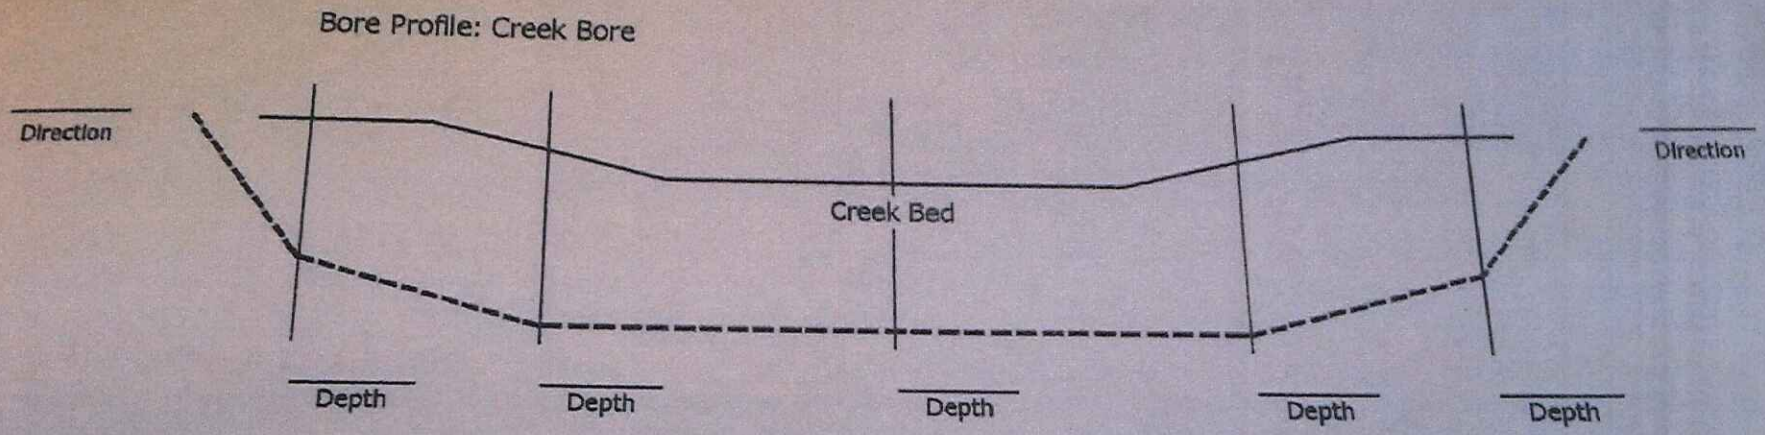 Bore Profile: Creek Bore
Direction
Direction
Creek Bed
Depth
Depth
Depth
Depth
Depth